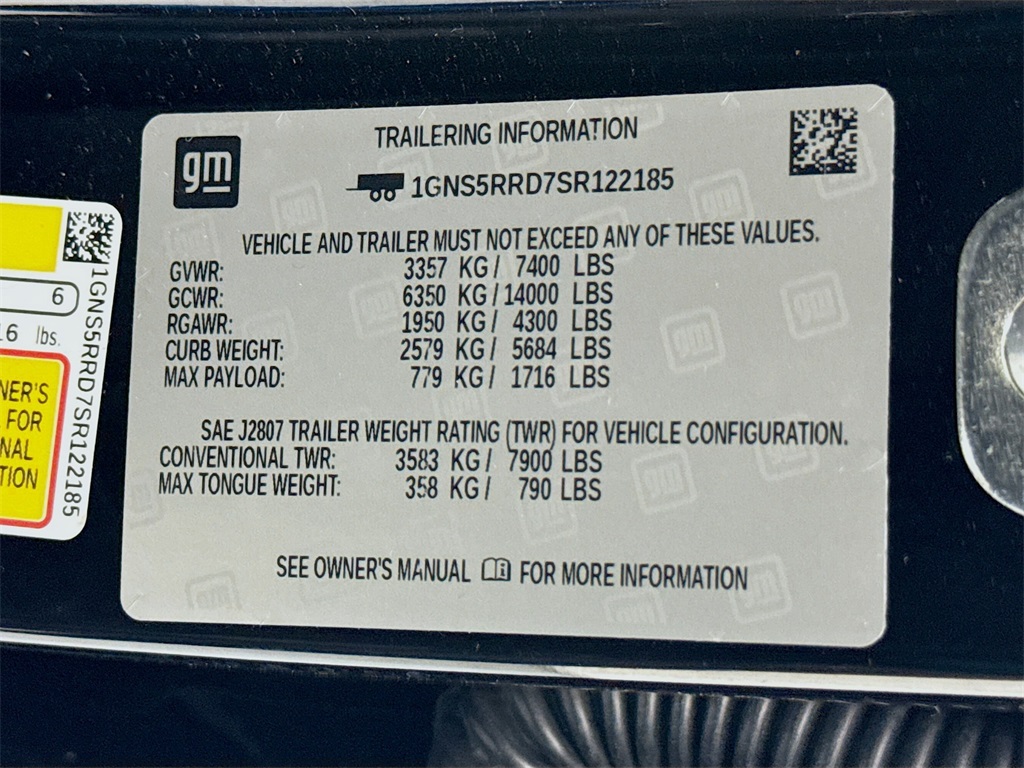 gm
TRAILERING INFORMATION
1GNS5RRD7SR122185
VEHICLE AND TRAILER MUST NOT EXCEED ANY OF THESE VALUES.
GVWR: 3357 KG / 7400 LBS
GCWR: 6350 KG / 14000 LBS
RGAWR: 1950 KG / 4300 LBS
CURB WEIGHT: 2579 KG / 5684 LBS
MAX PAYLOAD: 779 KG / 1716 LBS
SAE J2807 TRAILER WEIGHT RATING (TWR) FOR VEHICLE CONFIGURATION.
CONVENTIONAL TWR: 3583 KG / 7900 LBS
MAX TONGUE WEIGHT: 358 KG / 790 LBS
SEE OWNER'S MANUAL FOR MORE INFORMATION
6
lbs.
FOR
1GNS5RRD7SR122185